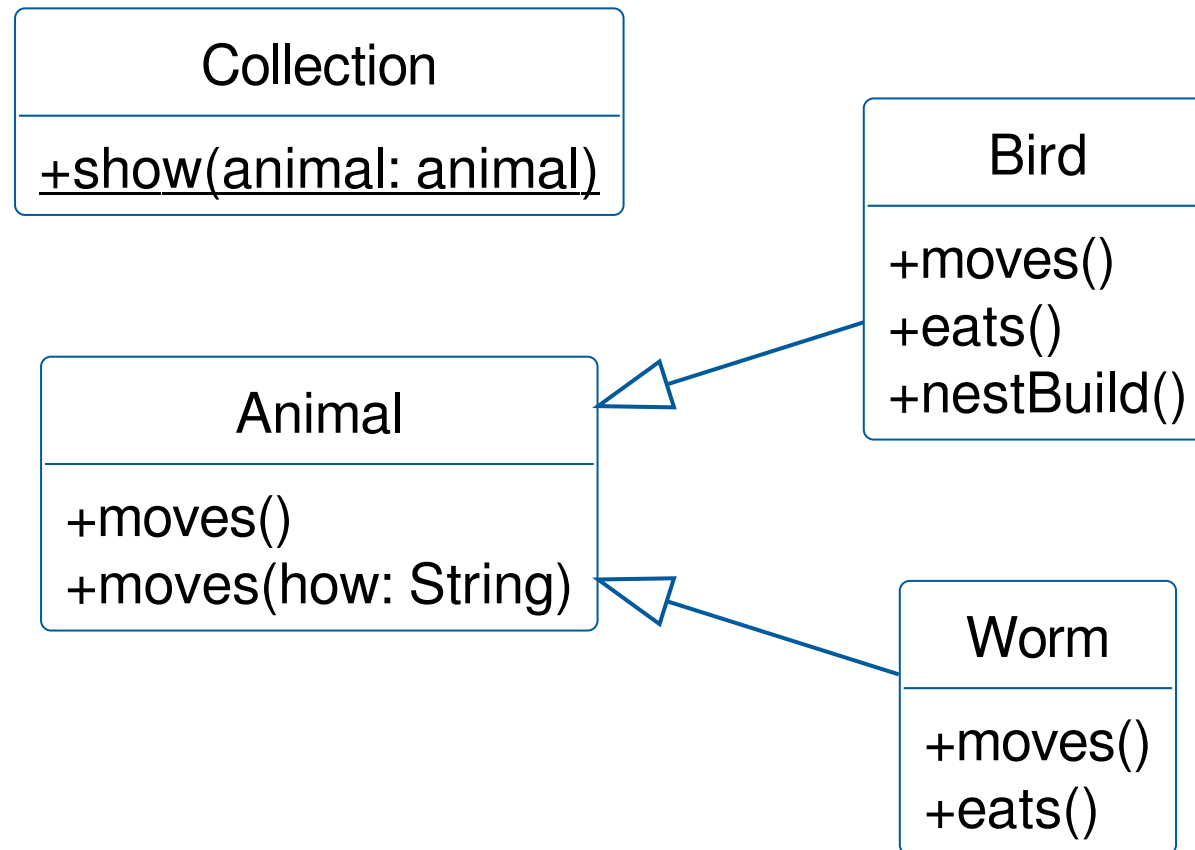 Collection
+show(animal: animal)
Bird
+moves()
+eats()
+nestBuild()
Animal
+moves()
+moves(how: String)
Worm
+moves()
+eats()